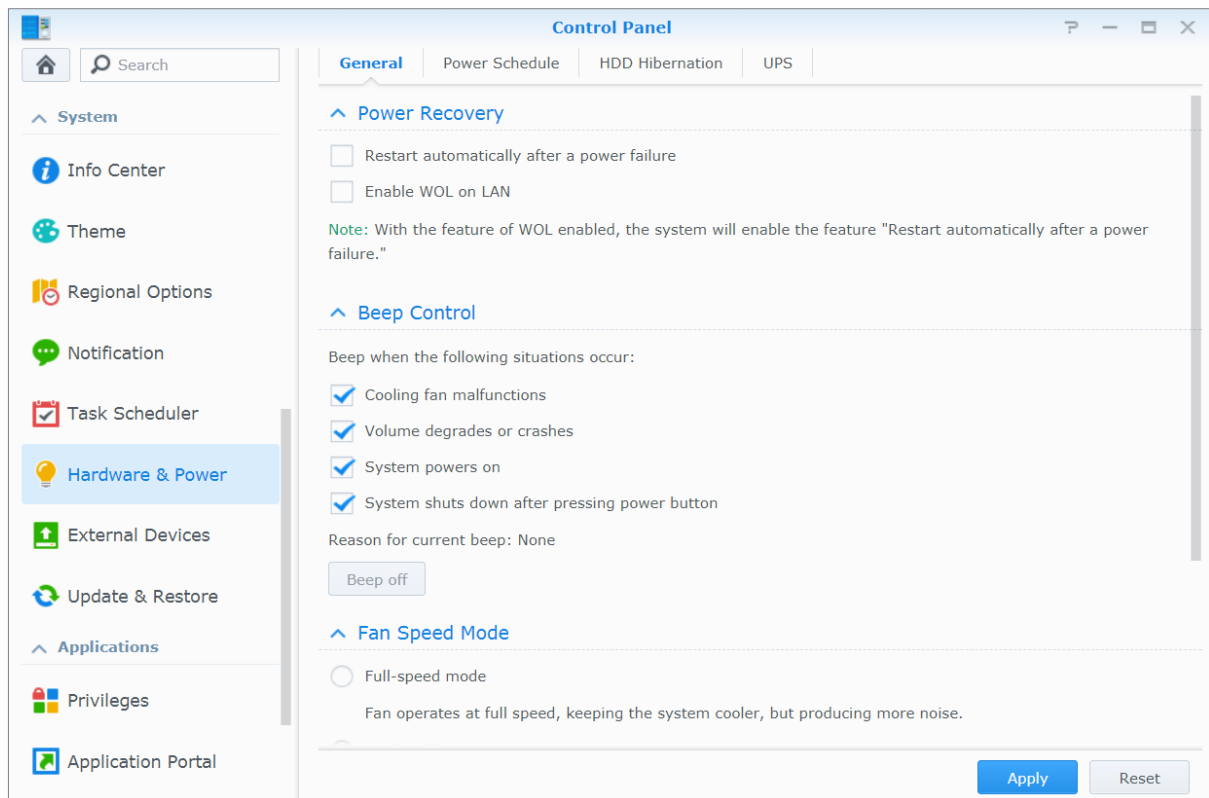 Control Panel
Search
System
Info Center
Theme
Regional Options
Notification
Task Scheduler
Hardware & Power
External Devices
Update & Restore
Applications
Privileges
Application Portal
General
Power Schedule
HDD Hibernation
UPS
Power Recovery
Restart automatically after a power failure
Enable WOL on LAN
Note: With the feature of WOL enabled, the system will enable the feature "Restart automatically after a power
failure."
Beep Control
Beep when the following situations occur:
Cooling fan malfunctions
Volume degrades or crashes
System powers on
System shuts down after pressing power button
Reason for current beep: None
Beep off
Fan Speed Mode
Full-speed mode
Fan operates at full speed, keeping the system cooler, but producing more noise.
Apply
Reset